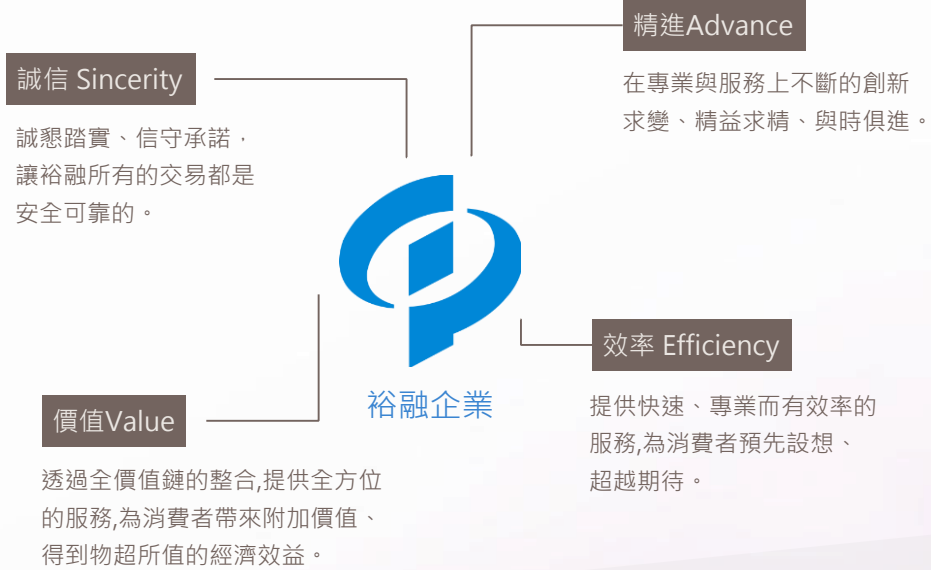 精進Advance
在專業與服務上不斷的創新
求變、精益求精、與時俱進。
誠信 Sincerity
誠懇踏實、信守承諾，
讓裕融所有的交易都是
安全可靠的。
裕融企業
效率 Efficiency
提供快速、專業而有效率的
服務,為消費者預先設想、
超越期待。
價值Value
透過全價值鏈的整合,提供全方位
的服務,為消費者帶來附加價值、
得到物超所值的經濟效益。